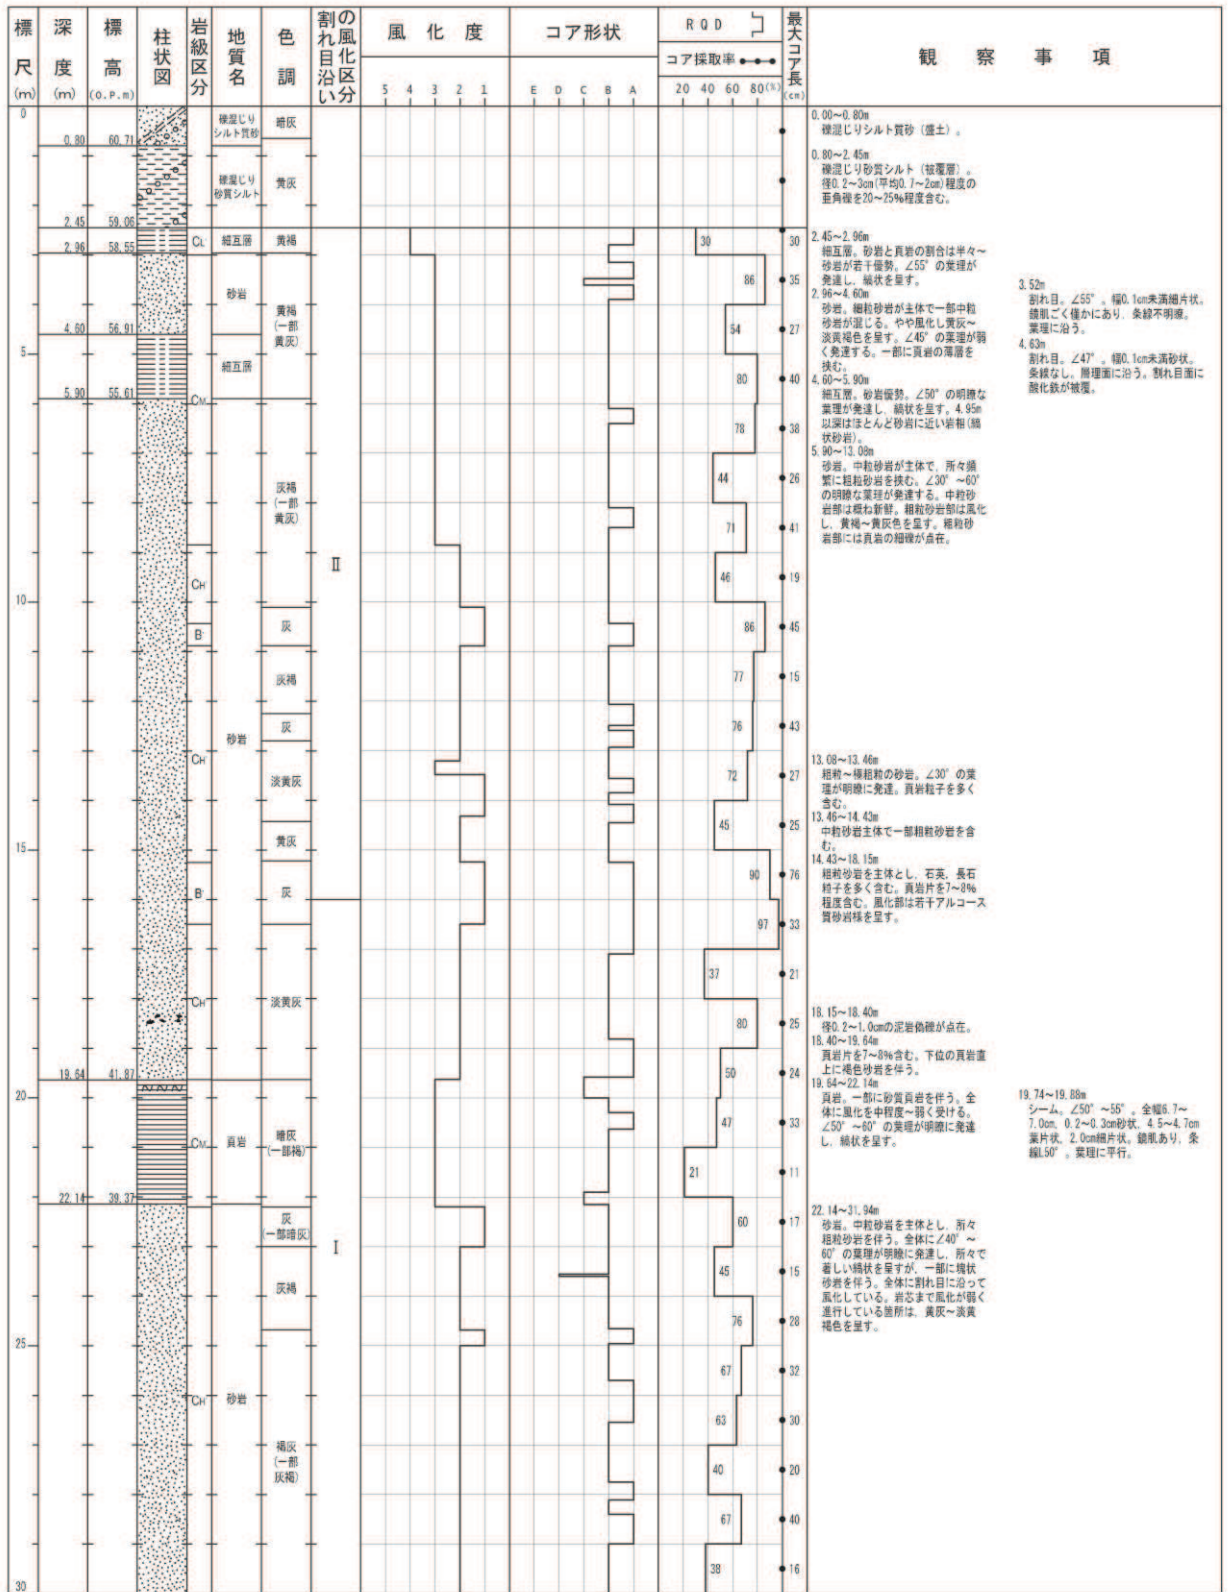 標尺(m)
深度(m)
標高(O.P.m)
柱状図
岩級区分
地質名
色調
割れ目沿いの風化区分
風化度
5 4 3 2 1
コア形状
E D C B A
RQD
コア採取率
20 40 60 80(%)
最大コア長(cm)
観察事項
0
5
10
15
20
25
30
0.80 60.71
2.45 59.06
2.96 58.55
4.60 56.91
5.90 55.61
19.64 41.87
22.14 39.37
CL
CM
CH
B
CH
B
CH
CM
CH
礫混じり
シルト質砂
礫混じり
砂質シルト
細互層
砂岩
細互層
砂岩
頁岩
砂岩
暗灰
黄灰
黄褐
黄褐
(一部
黄灰)
灰褐
(一部
黄灰)
灰
灰褐
灰
淡黄灰
黄灰
灰
淡黄灰
暗灰
(一部褐)
灰
(一部暗灰)
灰褐
褐灰
(一部
灰褐)
Ⅱ
Ⅰ
30 30
86 35
54 27
80 40
78 38
44 26
71 41
46 19
86 45
77 15
76 43
72 27
45 25
90 76
97 33
37 21
80 25
50 24
47 33
21 11
60 17
45 15
76 28
67 32
63 30
40 20
67 40
38 16
0.00~0.80m
礫混じりシルト質砂(盛土)。
0.80~2.45m
礫混じり砂質シルト(被覆層)。
径0.2~3cm(平均0.7~2cm)程度の
亜角礫を20~25%程度含む。
2.45~2.96m
細互層。砂岩と頁岩の割合は半々~
砂岩が若干優勢。∠55°の葉理が
発達し、縞状を呈す。
2.96~4.60m
砂岩。細粒砂岩が主体で一部中粒
砂岩が混じる。やや風化し黄灰~
淡黄褐色を呈す。∠45°の葉理が弱
く発達する。一部に頁岩の薄層を
挟む。
4.60~5.90m
細互層。砂岩優勢。∠50°の明瞭な
葉理が発達し、縞状を呈す。4.95m
以深はほとんど砂岩に近い岩相(縞
状砂岩)。
5.90~13.08m
砂岩。中粒砂岩が主体で、所々頻
繁に粗粒砂岩を挟む。∠30°~60°
の明瞭な葉理が発達する。中粒砂
岩部は概ね新鮮。粗粒砂岩部は風化
し、黄褐~黄灰色を呈す。粗粒砂
岩部には頁岩の細礫が点在。
13.08~13.46m
粗粒~極粗粒の砂岩。∠30°の葉
理が明瞭に発達。頁岩粒子を多く
含む。
13.46~14.43m
中粒砂岩主体で一部粗粒砂岩を含
む。
14.43~18.15m
粗粒砂岩を主体とし、石英、長石
粒子を多く含む。頁岩片を7~8%
程度含む。風化部は若干アルコース
質砂岩様を呈す。
18.15~18.40m
径0.2~1.0cmの泥岩偽礫が点在。
18.40~19.64m
頁岩片を7~8%含む。下位の頁岩直
上に褐色砂岩を伴う。
19.64~22.14m
頁岩。一部に砂質頁岩を伴う。全
体に風化を中程度~弱く受ける。
∠50°~60°の葉理が明瞭に発達
し、縞状を呈す。
22.14~31.94m
砂岩。中粒砂岩を主体とし、所々
粗粒砂岩を伴う。全体に∠40°~
60°の葉理が明瞭に発達し、所々で
著しい縞状を呈すが、一部に塊状
砂岩を伴う。全体に割れ目に沿って
風化している。岩芯まで風化が弱く
進行している箇所は、黄灰~淡黄
褐色を呈す。
3.52m
割れ目。∠55°。幅0.1cm未満細片状。
鏡肌ごく僅かにあり、条線不明瞭。
葉理に沿う。
4.63m
割れ目。∠47°。幅0.1cm未満砂状。
条線なし。層理面に沿う。割れ目面に
酸化鉄が被覆。
19.74~19.88m
シーム。∠50°~55°。全幅6.7~
7.0cm、0.2~0.3cm砂状、4.5~4.7cm
葉片状、2.0cm細片状。鏡肌あり、条
線L50°。葉理に平行。